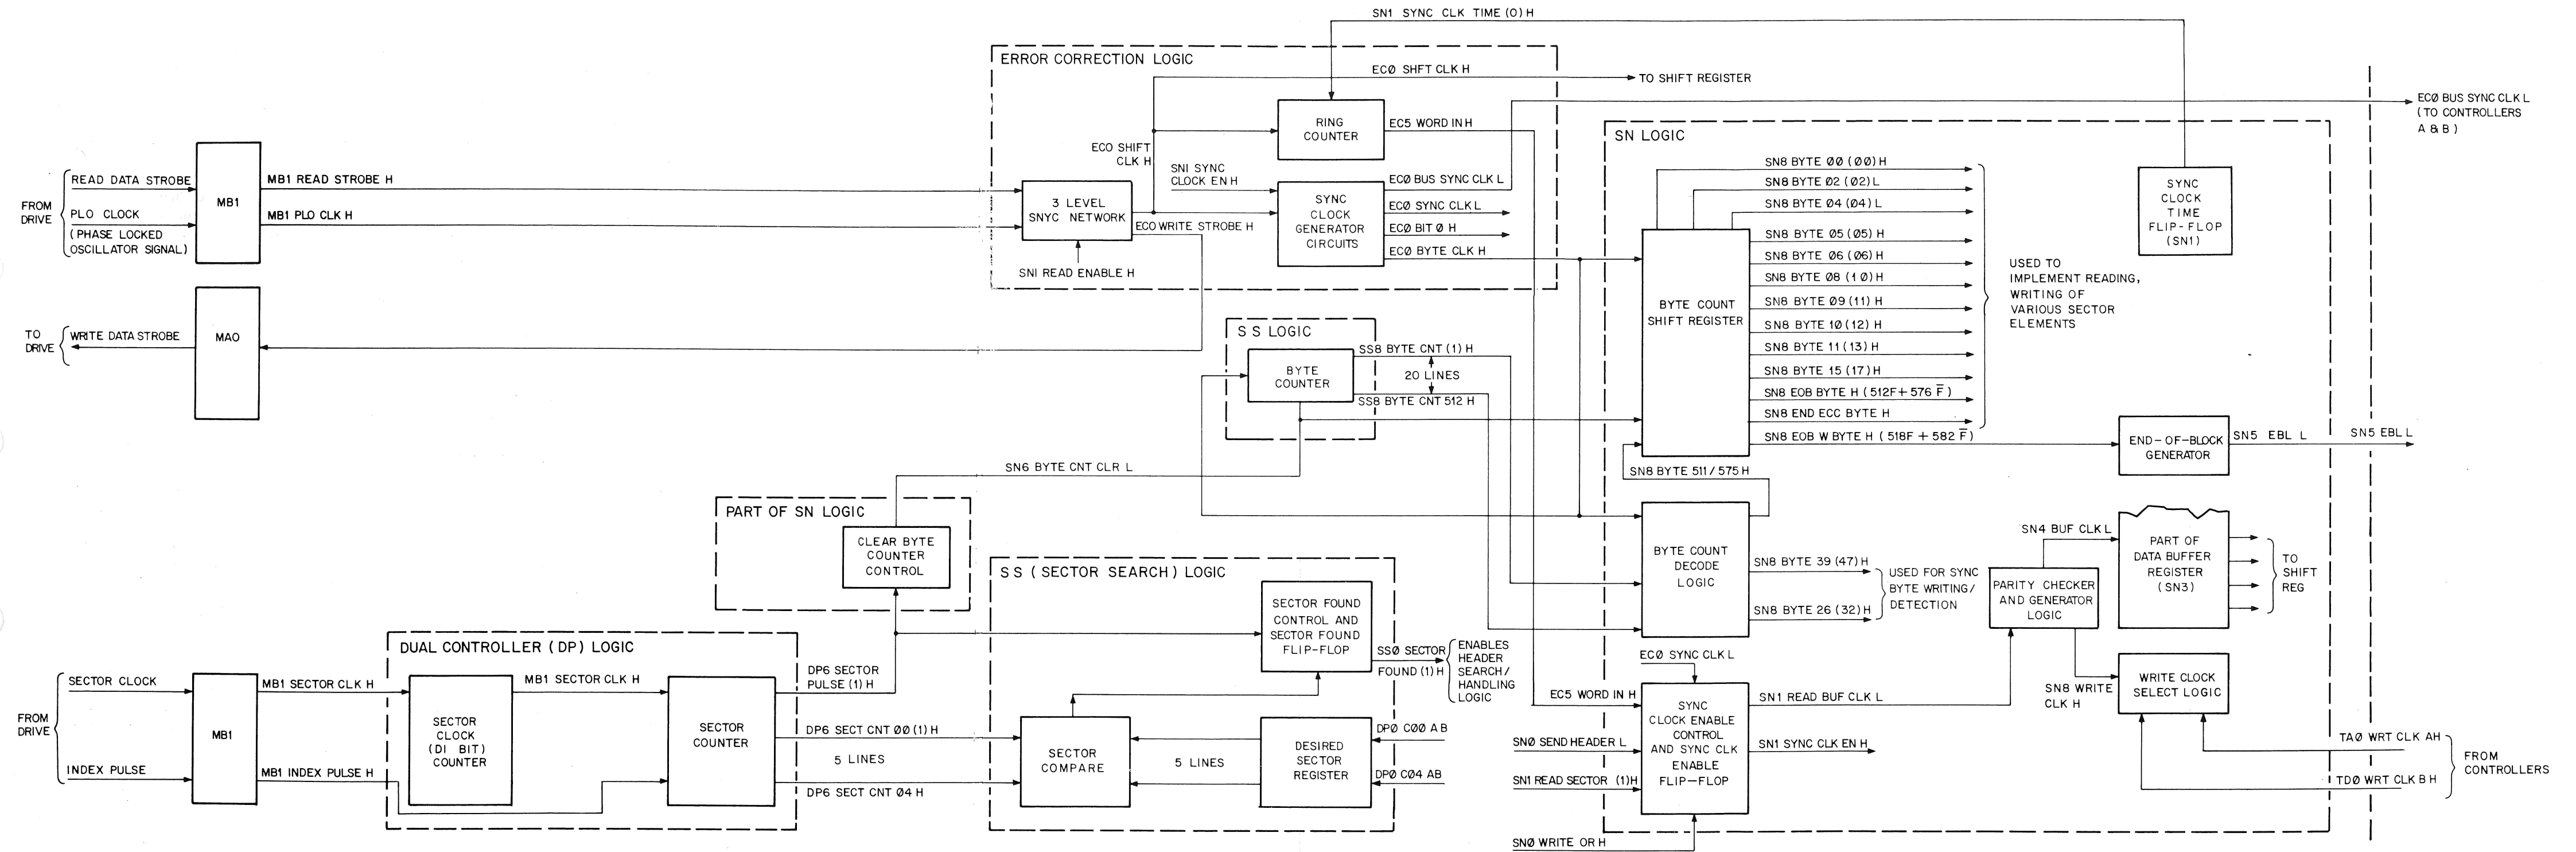 SN1 SYNC CLK TIME (0) H
ERROR CORRECTION LOGIC
ECØ SHFT CLK H
TO SHIFT REGISTER
ECØ BUS SYNC CLK L
(TO CONTROLLERS
A & B)
RING
COUNTER
EC5 WORD IN H
ECO SHIFT
CLK H
SNI SYNC
CLOCK EN H
3 LEVEL
SNYC NETWORK
SYNC
CLOCK
GENERATOR
CIRCUITS
ECØ BUS SYNC CLK L
ECØ SYNC CLK L
ECØ BIT Ø H
ECØ BYTE CLK H
ECO WRITE STROBE H
SNI READ ENABLE H
FROM
DRIVE
READ DATA STROBE
PLO CLOCK
(PHASE LOCKED
OSCILLATOR SIGNAL)
MB1
MB1 READ STROBE H
MB1 PLO CLK H
TO
DRIVE
WRITE DATA STROBE
MAO
SN LOGIC
SN8 BYTE ØØ (ØØ) H
SN8 BYTE Ø2 (Ø2) L
SN8 BYTE Ø4 (Ø4) L
SN8 BYTE Ø5 (Ø5) H
SN8 BYTE Ø6 (Ø6) H
SN8 BYTE Ø8 (1Ø) H
SN8 BYTE Ø9 (11) H
SN8 BYTE 1Ø (12) H
SN8 BYTE 11 (13) H
SN8 BYTE 15 (17) H
SN8 EOB BYTE H (512F + 576 F̅)
SN8 END ECC BYTE H
SN8 EOB W BYTE H (518F + 582 F̅)
BYTE COUNT
SHIFT REGISTER
USED TO
IMPLEMENT READING,
WRITING OF
VARIOUS SECTOR
ELEMENTS
SYNC
CLOCK
TIME
FLIP-FLOP
(SN1)
END-OF-BLOCK
GENERATOR
SN5 EBL L
SN5 EBL L
SN8 BYTE 511/575 H
S S LOGIC
BYTE
COUNTER
SS8 BYTE CNT (1) H
20 LINES
SS8 BYTE CNT 512 H
SN6 BYTE CNT CLR L
PART OF SN LOGIC
CLEAR BYTE
COUNTER
CONTROL
BYTE COUNT
DECODE
LOGIC
SN8 BYTE 39 (47) H
SN8 BYTE 26 (32) H
USED FOR SYNC
BYTE WRITING/
DETECTION
SN4 BUF CLK L
PARITY CHECKER
AND GENERATOR
LOGIC
PART OF
DATA BUFFER
REGISTER
(SN3)
TO
SHIFT
REG
SN8 WRITE
CLK H
WRITE CLOCK
SELECT LOGIC
TAØ WRT CLK AH
TDØ WRT CLK B H
FROM
CONTROLLERS
ECØ SYNC CLK L
EC5 WORD IN H
SNØ SEND HEADER L
SN1 READ SECTOR (1) H
SNØ WRITE OR H
SYNC
CLOCK ENABLE
CONTROL
AND SYNC CLK
ENABLE
FLIP-FLOP
SN1 READ BUF CLK L
SN1 SYNC CLK EN H
FROM
DRIVE
SECTOR CLOCK
INDEX PULSE
MB1
MB1 SECTOR CLK H
MB1 INDEX PULSE H
DUAL CONTROLLER (DP) LOGIC
SECTOR
CLOCK
(DI BIT)
COUNTER
MB1 SECTOR CLK H
SECTOR
COUNTER
DP6 SECTOR
PULSE (1) H
DP6 SECT CNT ØØ (1) H
5 LINES
DP6 SECT CNT Ø4 H
S S (SECTOR SEARCH) LOGIC
SECTOR FOUND
CONTROL AND
SECTOR FOUND
FLIP-FLOP
SSØ SECTOR
FOUND (1) H
ENABLES
HEADER
SEARCH/
HANDLING
LOGIC
SECTOR
COMPARE
5 LINES
DESIRED
SECTOR
REGISTER
DPØ CØØ A B
DPØ CØ4 AB